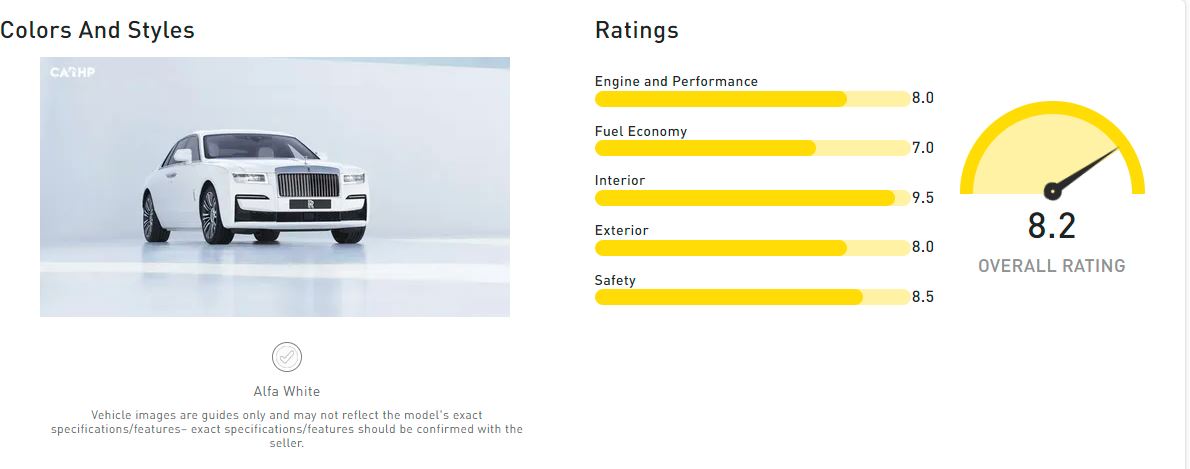 Colors And Styles
CARHP
Alfa White
Vehicle images are guides only and may not reflect the model's exact
specifications/features– exact specifications/features should be confirmed with the
seller.
Ratings
Engine and Performance
8.0
Fuel Economy
7.0
Interior
9.5
Exterior
8.0
Safety
8.5
8.2
OVERALL RATING